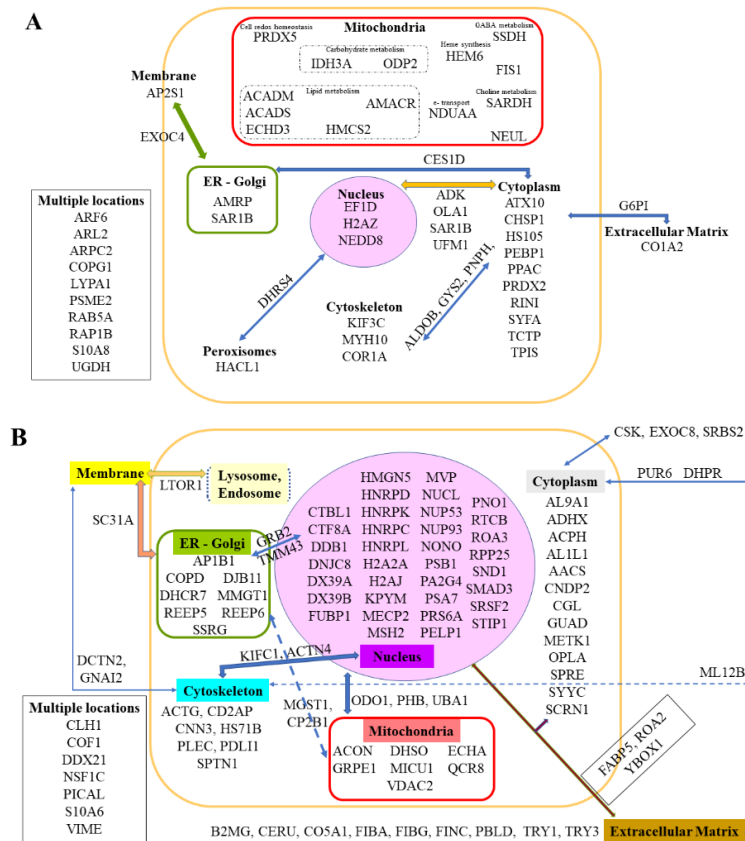 A
Mitochondria
Cell redox homeostasis
PRDX5
GABA metabolism
SSDH
Carbohydrate metabolism
IDH3A ODP2
Heme synthesis
HEM6
FIS1
Lipid metabolism
ACADM
ACADS
ECHD3
AMACR
HMCS2
e- transport
NDUAA
Choline metabolism
SARDH
NEUL
Membrane
AP2S1
EXOC4
CES1D
ER - Golgi
AMRP
SAR1B
Nucleus
EF1D
H2AZ
NEDD8
ADK
OLA1
SAR1B
UFM1
Cytoplasm
ATX10
CHSP1
HS105
PEBP1
PPAC
PRDX2
RINI
SYFA
TCTP
TPIS
G6PI
Extracellular Matrix
CO1A2
Multiple locations
ARF6
ARL2
ARPC2
COPG1
LYPA1
PSME2
RAB5A
RAP1B
S10A8
UGDH
DHRS4
Peroxisomes
HACL1
Cytoskeleton
KIF3C
MYH10
COR1A
ALDOB, GYS2, PNPH,
B
CSK, EXOC8, SRBS2
Membrane
LTOR1
Lysosome,
Endosome
SC31A
Cytoplasm
PUR6 DHPR
AL9A1
ADHX
ACPH
AL1L1
AACS
CNDP2
CGL
GUAD
METK1
OPLA
SPRE
SYYC
SCRN1
ER - Golgi
AP1B1
COPD DJB11
DHCR7 MMGT1
REEP5 REEP6
SSRG
GRB2
TMM43
CTBL1
CTF8A
DDB1
DNJC8
DX39A
DX39B
FUBP1
HMGN5
HNRPD
HNRPK
HNRPC
HNRPL
H2A2A
H2AJ
KPYM
MECP2
MSH2
MVP
NUCL
NUP53
NUP93
NONO
PSB1
PA2G4
PSA7
PRS6A
PELP1
PNO1
RTCB
ROA3
RPP25
SND1
SMAD3
SRSF2
STIP1
Nucleus
KIFC1, ACTN4
DCTN2,
GNAI2
Cytoskeleton
ACTG, CD2AP
CNN3, HS71B
PLEC, PDLI1
SPTN1
MGST1,
CP2B1
ODO1, PHB, UBA1
ML12B
Mitochondria
ACON DHSO ECHA
GRPE1 MICU1 QCR8
VDAC2
Multiple locations
CLH1
COF1
DDX21
NSF1C
PICAL
S10A6
VIME
FABP5, ROA2
YBOX1
B2MG, CERU, CO5A1, FIBA, FIBG, FINC, PBLD, TRY1, TRY3
Extracellular Matrix